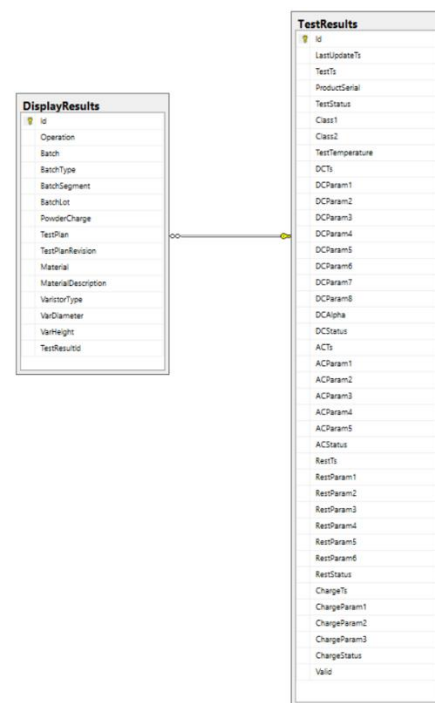 DisplayResults
Id
Operation
Batch
BatchType
BatchSegment
BatchLot
PowderCharge
TestPlan
TestPlanRevision
Material
MaterialDescription
VaristorType
VarDiameter
VarHeight
TestResultId
TestResults
Id
LastUpdateTs
TestTs
ProductSerial
TestStatus
Class1
Class2
TestTemperature
DCTs
DCParam1
DCParam2
DCParam3
DCParam4
DCParam5
DCParam6
DCParam7
DCParam8
DCAlpha
DCStatus
ACTs
ACParam1
ACParam2
ACParam3
ACParam4
ACParam5
ACStatus
RestTs
RestParam1
RestParam2
RestParam3
RestParam4
RestParam5
RestParam6
RestStatus
ChargeTs
ChargeParam1
ChargeParam2
ChargeParam3
ChargeStatus
Valid